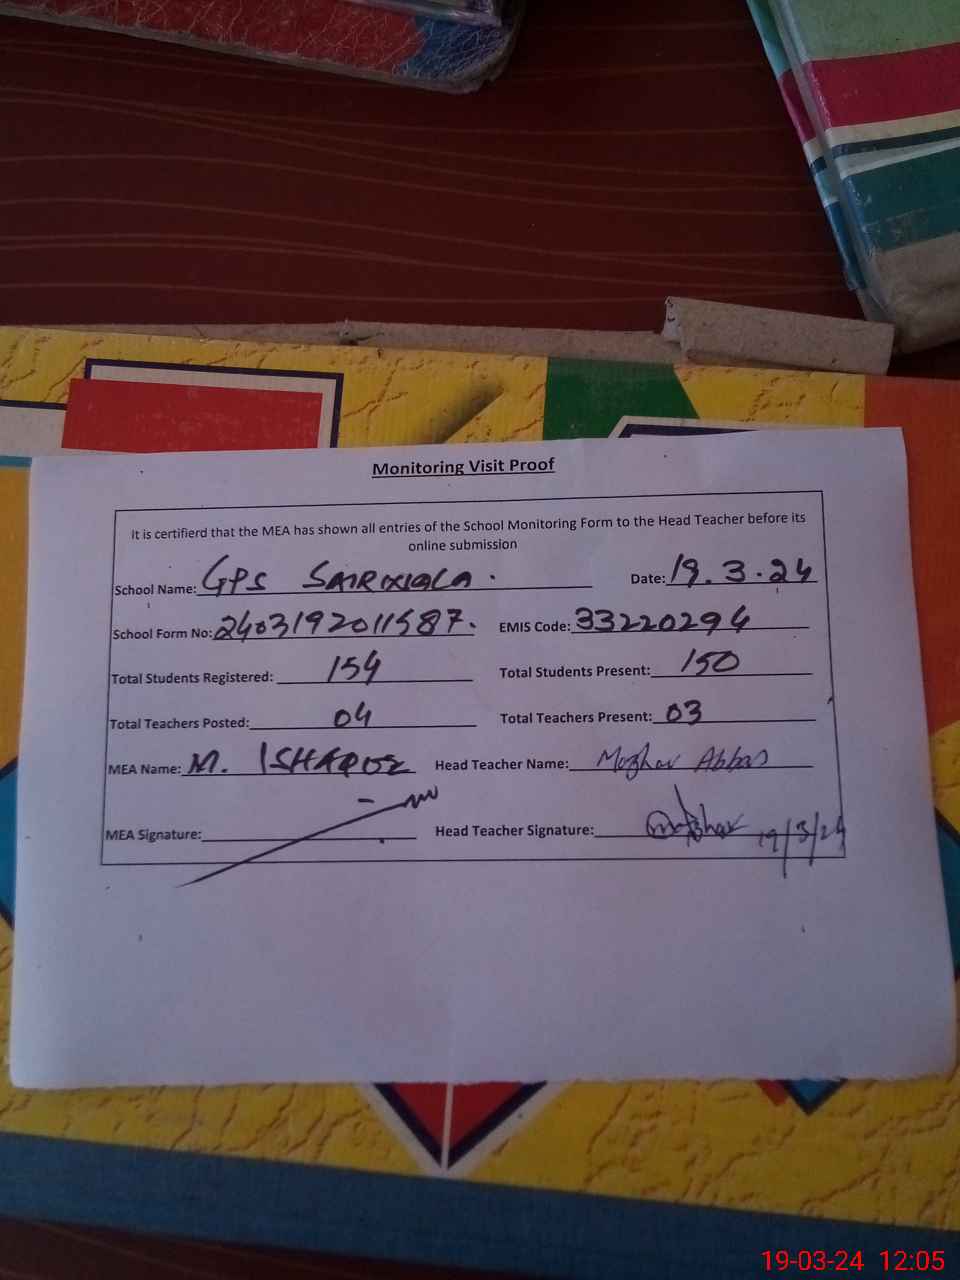 Monitoring Visit Proof
It is certifierd that the MEA has shown all entries of the School Monitoring Form to the Head Teacher before its
online submission
School Name: GPS Date: 19.3.24
School Form No: 2403192011587. EMIS Code: 33220294
Total Students Registered: 154 Total Students Present: 150
Total Teachers Posted: 04 Total Teachers Present: 03
MEA Name: M. Head Teacher Name: Mazhar Abbas
MEA Signature: Head Teacher Signature: Mazhar 19/3/24
19-03-24 12:05